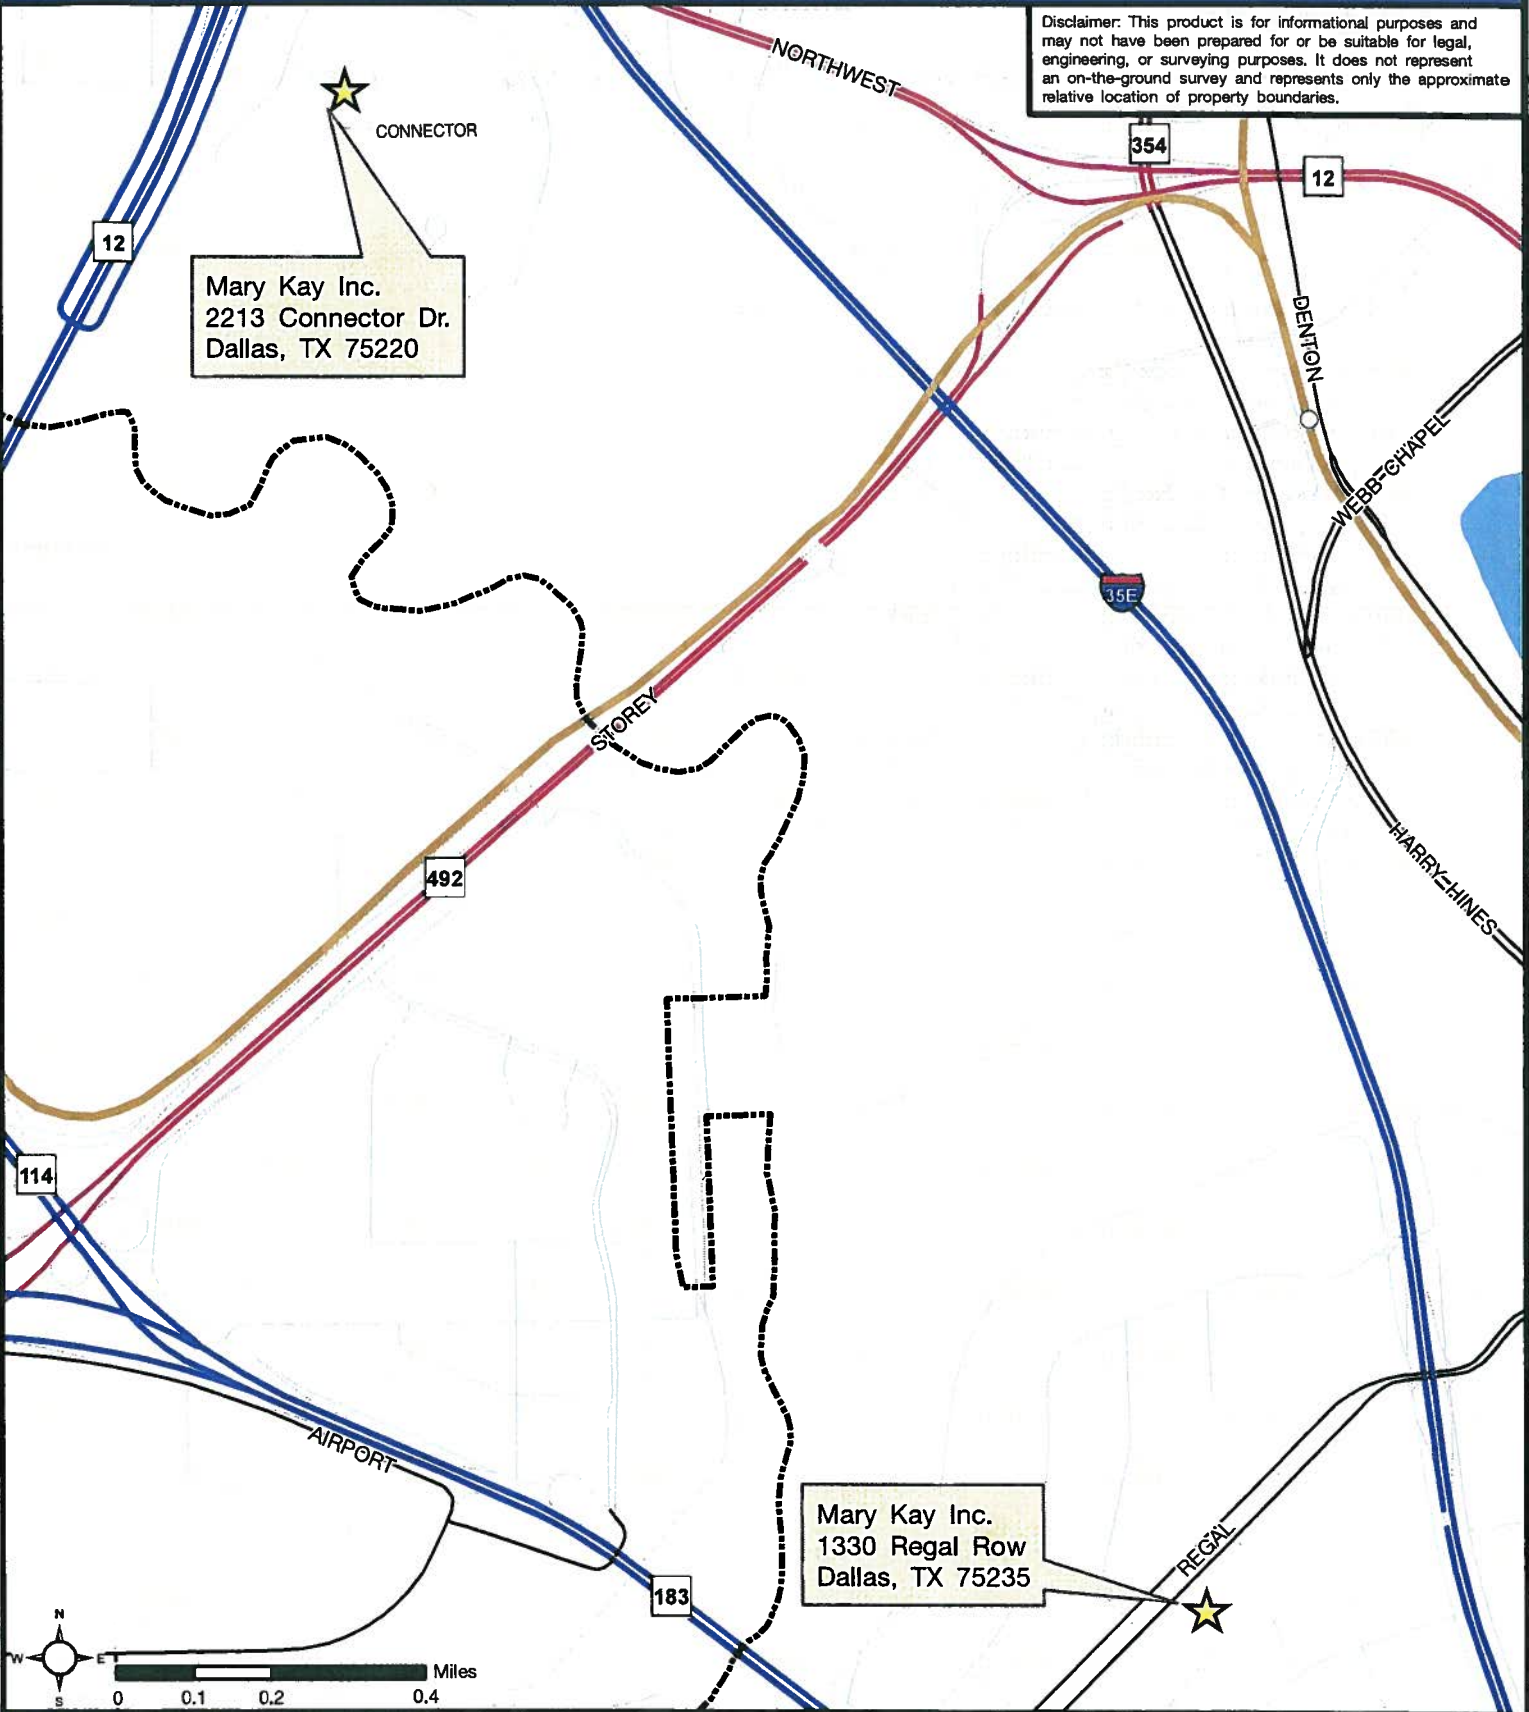 Disclaimer: This product is for informational purposes and
may not have been prepared for or be suitable for legal,
engineering, or surveying purposes. It does not represent
an on-the-ground survey and represents only the approximate
relative location of property boundaries.
NORTHWEST
CONNECTOR
354
12
12
Mary Kay Inc.
2213 Connector Dr.
Dallas, TX 75220
DENTON
WEBB-CHAPEL
35E
STOREY
492
HARRY-HINES
114
AIRPORT
Mary Kay Inc.
1330 Regal Row
Dallas, TX 75235
REGAL
183
N
W E
S
Miles
0 0.1 0.2 0.4